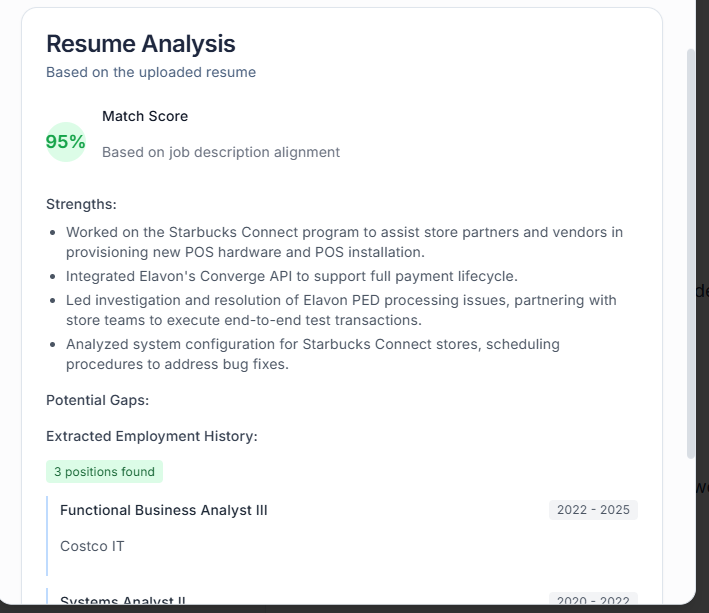 Resume Analysis
Based on the uploaded resume
Match Score
95%
Based on job description alignment
Strengths:
Worked on the Starbucks Connect program to assist store partners and vendors in
provisioning new POS hardware and POS installation.
Integrated Elavon's Converge API to support full payment lifecycle.
Led investigation and resolution of Elavon PED processing issues, partnering with
store teams to execute end-to-end test transactions.
Analyzed system configuration for Starbucks Connect stores, scheduling
procedures to address bug fixes.
Potential Gaps:
Extracted Employment History:
3 positions found
Functional Business Analyst III 2022 - 2025
Costco IT
Systems Analyst II 2020 - 2022